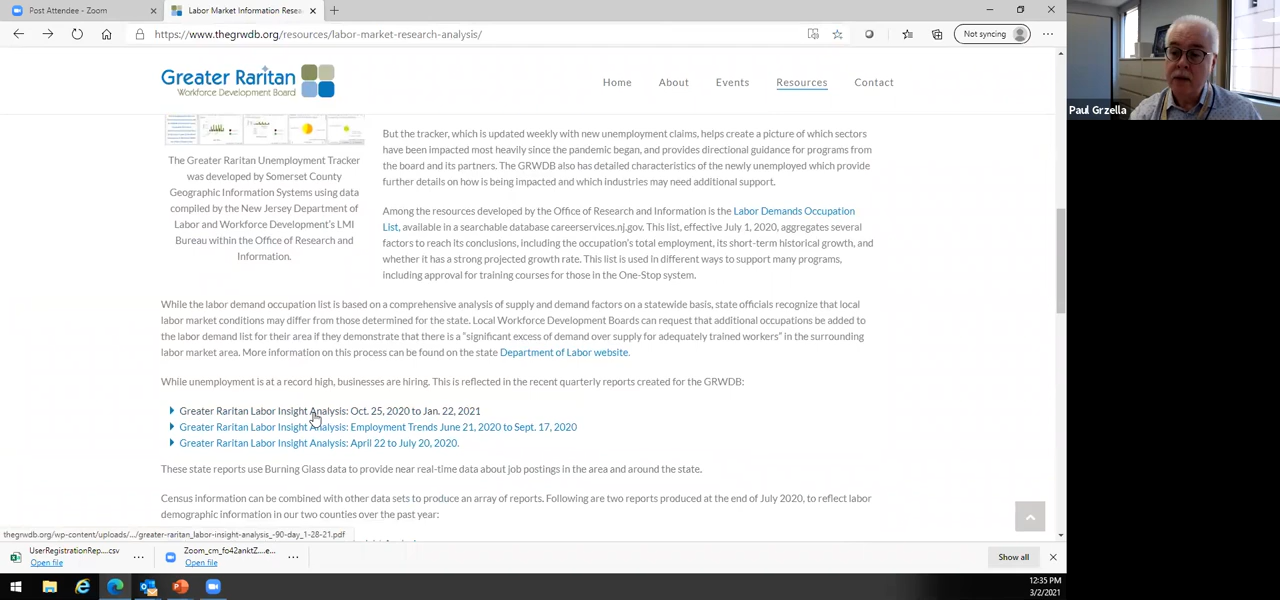 Post Attendee - Zoom
Labor Market Information Resea
https://www.thegrwdb.org/resources/labor-market-research-analysis/
Not syncing
Paul Grzella
Greater Raritan
Workforce Development Board
Home
About
Events
Resources
Contact
The Greater Raritan Unemployment Tracker
was developed by Somerset County
Geographic Information Systems using data
compiled by the New Jersey Department of
Labor and Workforce Development's LMI
Bureau within the Office of Research and
Information.
But the tracker, which is updated weekly with new unemployment claims, helps create a picture of which sectors
have been impacted most heavily since the pandemic began, and provides directional guidance for programs from
the board and its partners. The GRWDB also has detailed characteristics of the newly unemployed which provide
further details on how is being impacted and which industries may need additional support.
Among the resources developed by the Office of Research and Information is the Labor Demands Occupation
List, available in a searchable database careerservices.nj.gov. This list, effective July 1, 2020, aggregates several
factors to reach its conclusions, including the occupation's total employment, its short-term historical growth, and
whether it has a strong projected growth rate. This list is used in different ways to support many programs,
including approval for training courses for those in the One-Stop system.
While the labor demand occupation list is based on a comprehensive analysis of supply and demand factors on a statewide basis, state officials recognize that local
labor market conditions may differ from those determined for the state. Local Workforce Development Boards can request that additional occupations be added to
the labor demand list for their area if they demonstrate that there is a "significant excess of demand over supply for adequately trained workers" in the surrounding
labor market area. More information on this process can be found on the state Department of Labor website.
While unemployment is at a record high, businesses are hiring. This is reflected in the recent quarterly reports created for the GRWDB:
Greater Raritan Labor Insight Analysis: Oct. 25, 2020 to Jan. 22, 2021
Greater Raritan Labor Insight Analysis: Employment Trends June 21, 2020 to Sept. 17, 2020
Greater Raritan Labor Insight Analysis: April 22 to July 20, 2020.
These state reports use Burning Glass data to provide near real-time data about job postings in the area and around the state.
Census information can be combined with other data sets to produce an array of reports. Following are two reports produced at the end of July 2020, to reflect labor
demographic information in our two counties over the past year:
thegrwdb.org/wp-content/uploads/.../greater-raritan_labor-insight-analysis_-90-day_1-28-21.pdf
UserRegistrationRep....csv
Open file
Zoom_cm_fo42anktZ....e...
Open file
Show all
12:35 PM
3/2/2021